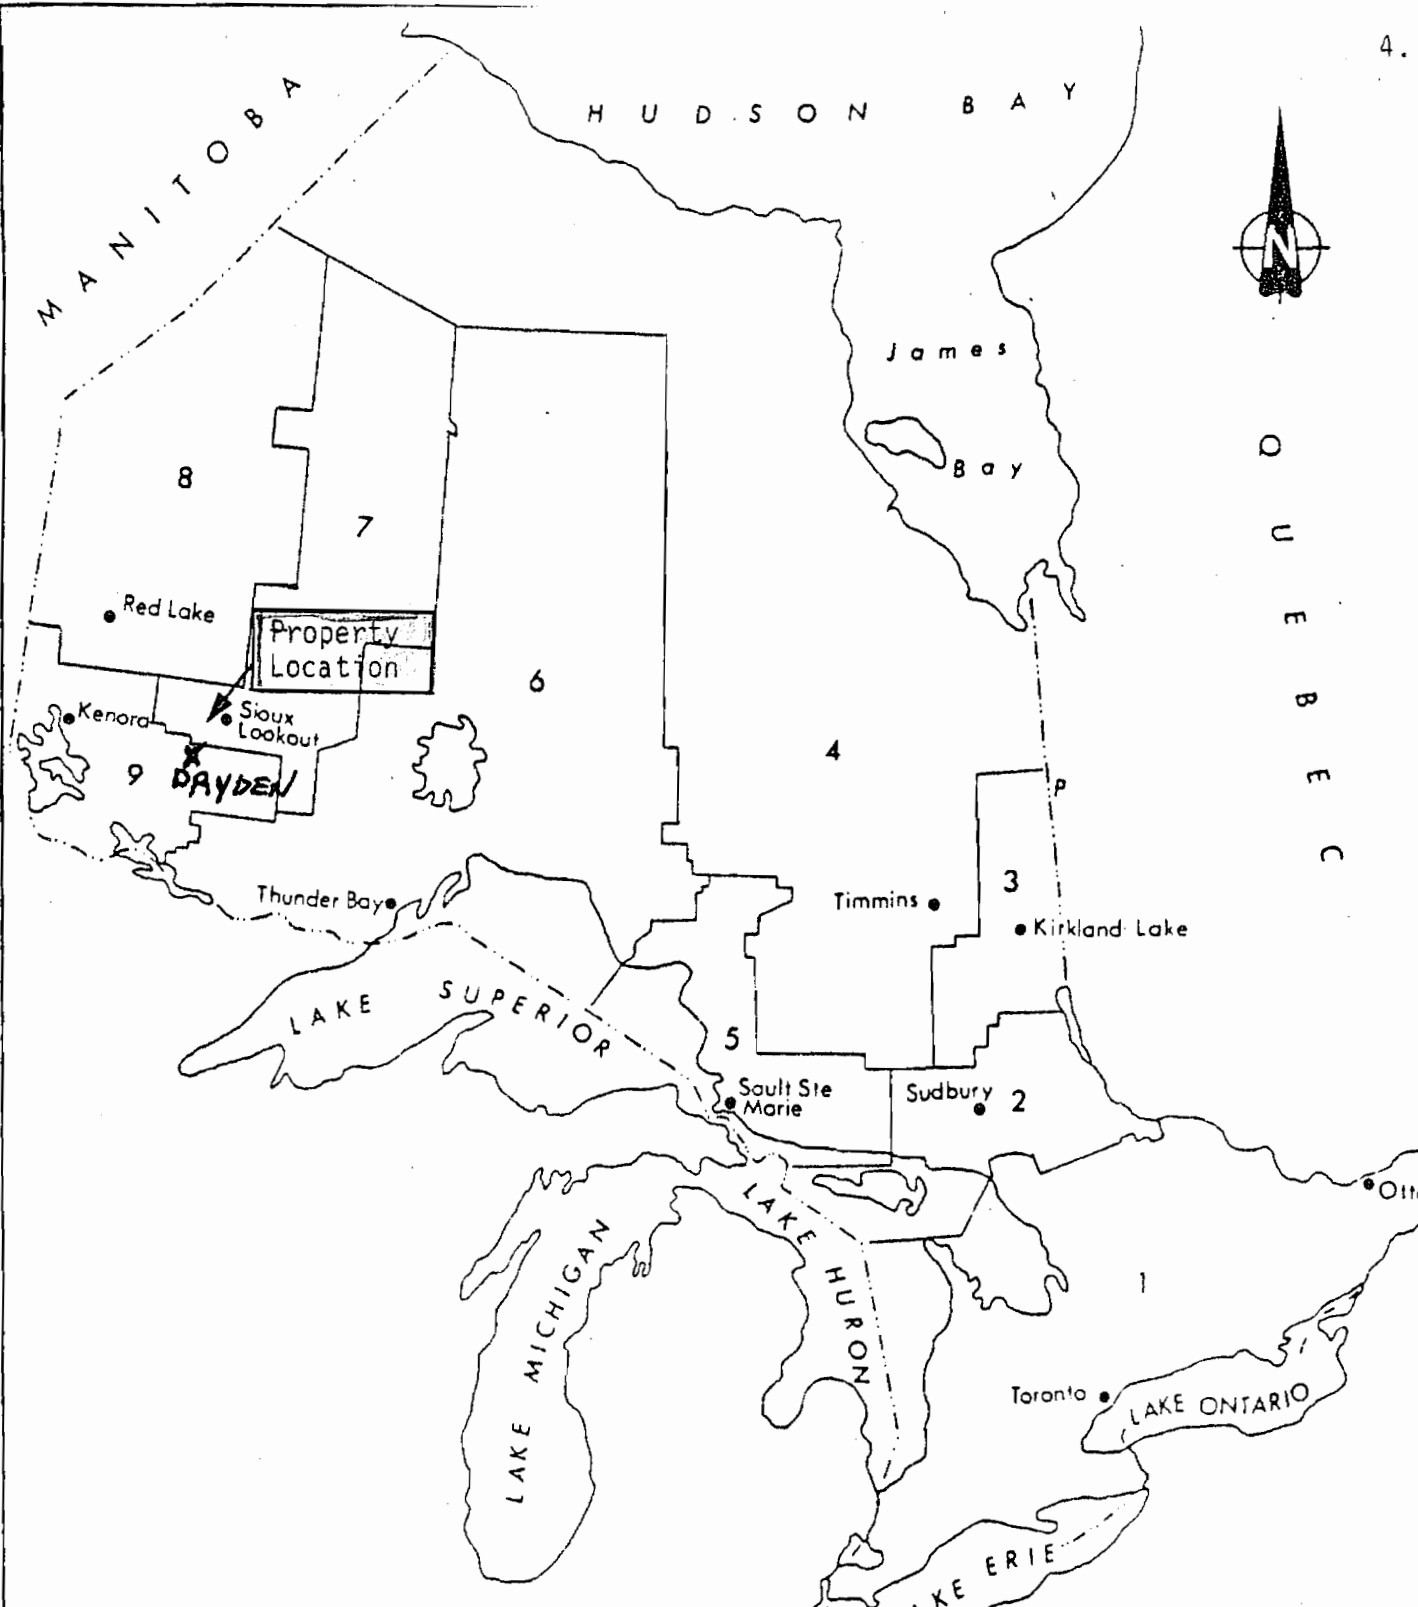 4.
HUDSON BAY
MANITOBA
N
James
Bay
QUEBEC
8
7
Red Lake
Property
Location
6
Kenora
Sioux
Lookout
4
9
DRYDEN
P
3
Thunder Bay
Timmins
Kirkland Lake
LAKE SUPERIOR
5
Sault Ste
Marie
Sudbury
2
LAKE HURON
LAKE MICHIGAN
1
Toronto
LAKE ONTARIO
ERIE